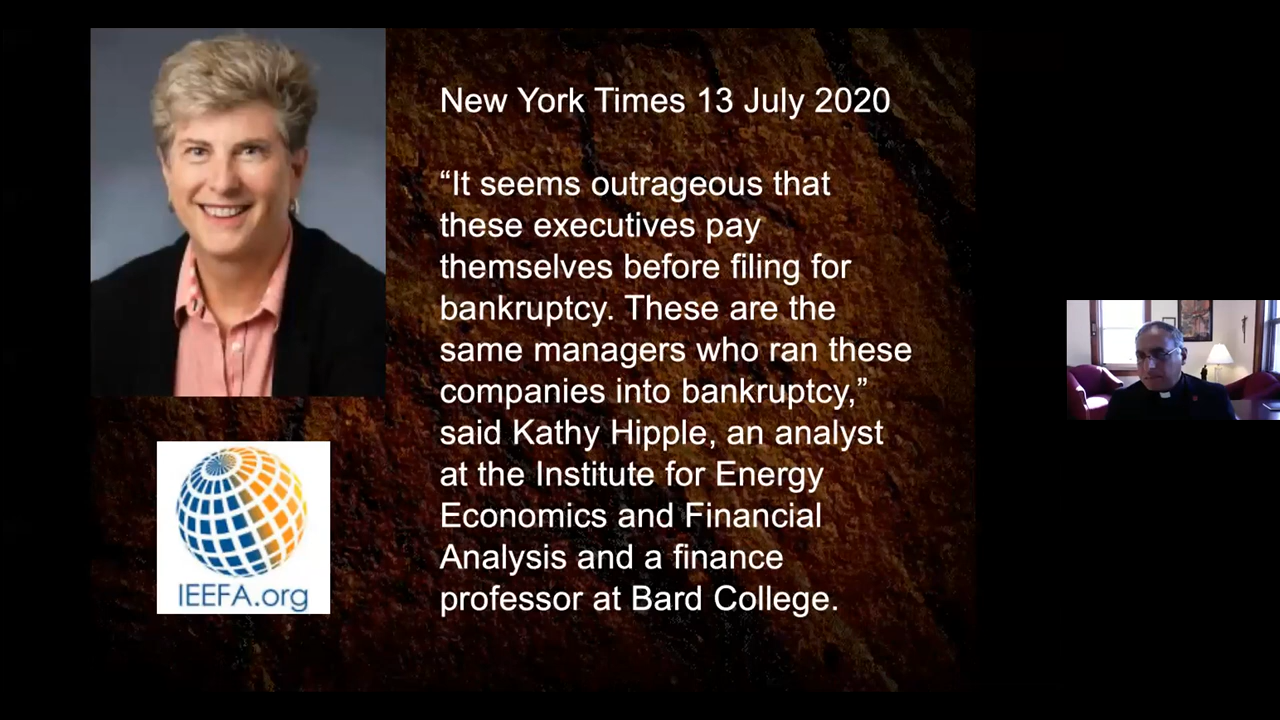 New York Times 13 July 2020
“It seems outrageous that
these executives pay
themselves before filing for
bankruptcy. These are the
same managers who ran these
companies into bankruptcy,”
said Kathy Hipple, an analyst
at the Institute for Energy
Economics and Financial
Analysis and a finance
professor at Bard College.
IEEFA.org